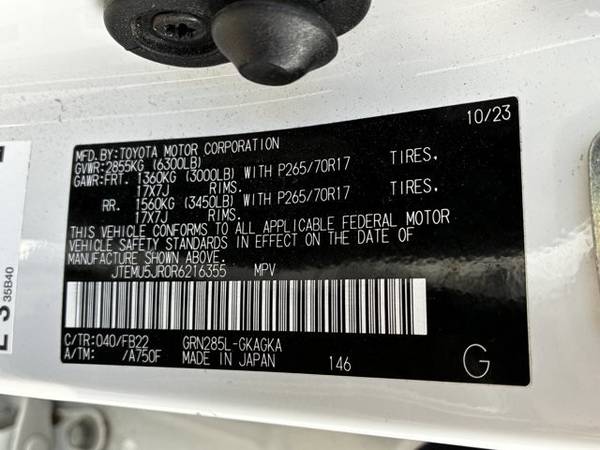 10/23
MFD.BY:TOYOTA MOTOR CORPORATION
GVWR:2855KG (6300LB)
GAWR:FRT. 1360KG (3000LB) WITH P265/70R17 TIRES,
17X7J RIMS.
RR. 1560KG (3450LB) WITH P265/70R17 TIRES,
17X7J RIMS.
THIS VEHICLE CONFORMS TO ALL APPLICABLE FEDERAL MOTOR
VEHICLE SAFETY STANDARDS IN EFFECT ON THE DATE OF
MANUFACTURE SHOWN ABOVE.
JTEMU5JR0R6216355 MPV
C/TR:040/FB22 GRN285L-GKAGKA
A/TM: /A750F MADE IN JAPAN 146 G
35B40